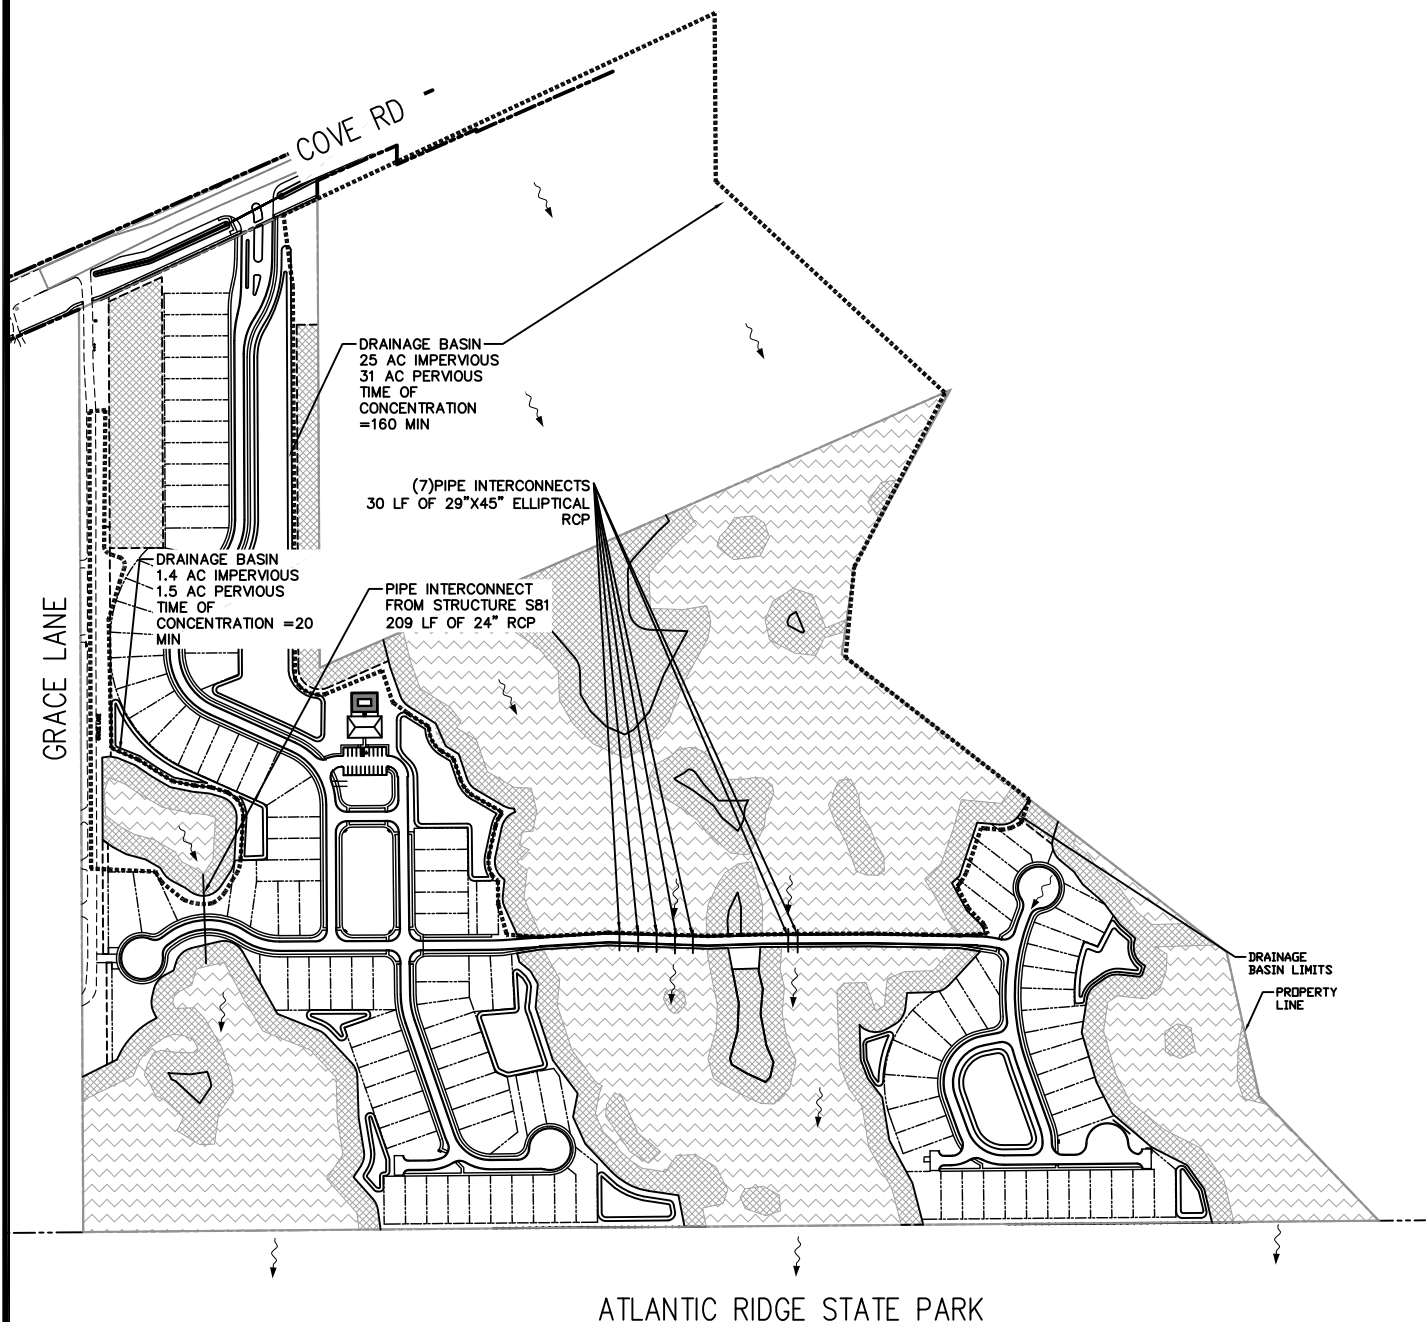 COVE RD
DRAINAGE BASIN
25 AC IMPERVIOUS
31 AC PERVIOUS
TIME OF
CONCENTRATION
=160 MIN
(7)PIPE INTERCONNECTS
30 LF OF 29"X45" ELLIPTICAL
RCP
DRAINAGE BASIN
1.4 AC IMPERVIOUS
1.5 AC PERVIOUS
TIME OF
CONCENTRATION =20
MIN
PIPE INTERCONNECT
FROM STRUCTURE S81
209 LF OF 24" RCP
GRACE LANE
DRAINAGE
BASIN LIMITS
PROPERTY
LINE
ATLANTIC RIDGE STATE PARK